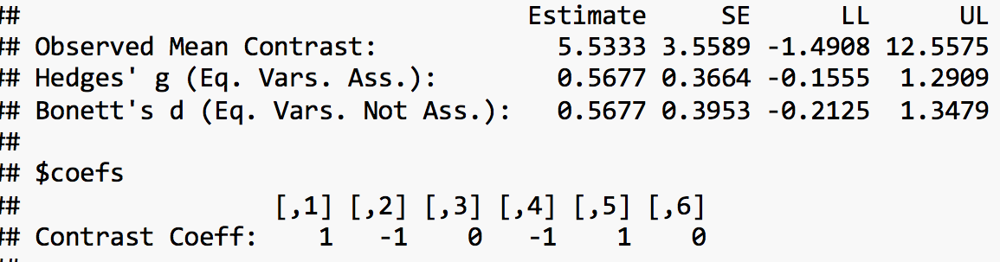 ##                                  Estimate     SE      LL      UL
## Observed Mean Contrast:            5.5333 3.5589 -1.4908 12.5575
## Hedges' g (Eq. Vars. Ass.):        0.5677 0.3664 -0.1555  1.2909
## Bonett's d (Eq. Vars. Not Ass.):   0.5677 0.3953 -0.2125  1.3479
##
## $coefs
##                 [,1] [,2] [,3] [,4] [,5] [,6]
## Contrast Coeff:    1   -1    0   -1    1    0